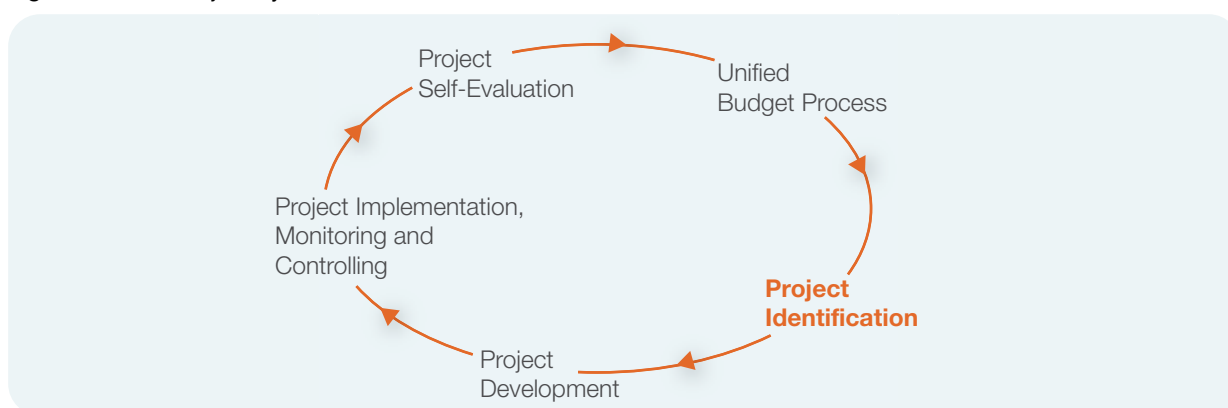 Project
Self-Evaluation
Unified
Budget Process
Project Implementation,
Monitoring and
Controlling
Project
Identification
Project
Development